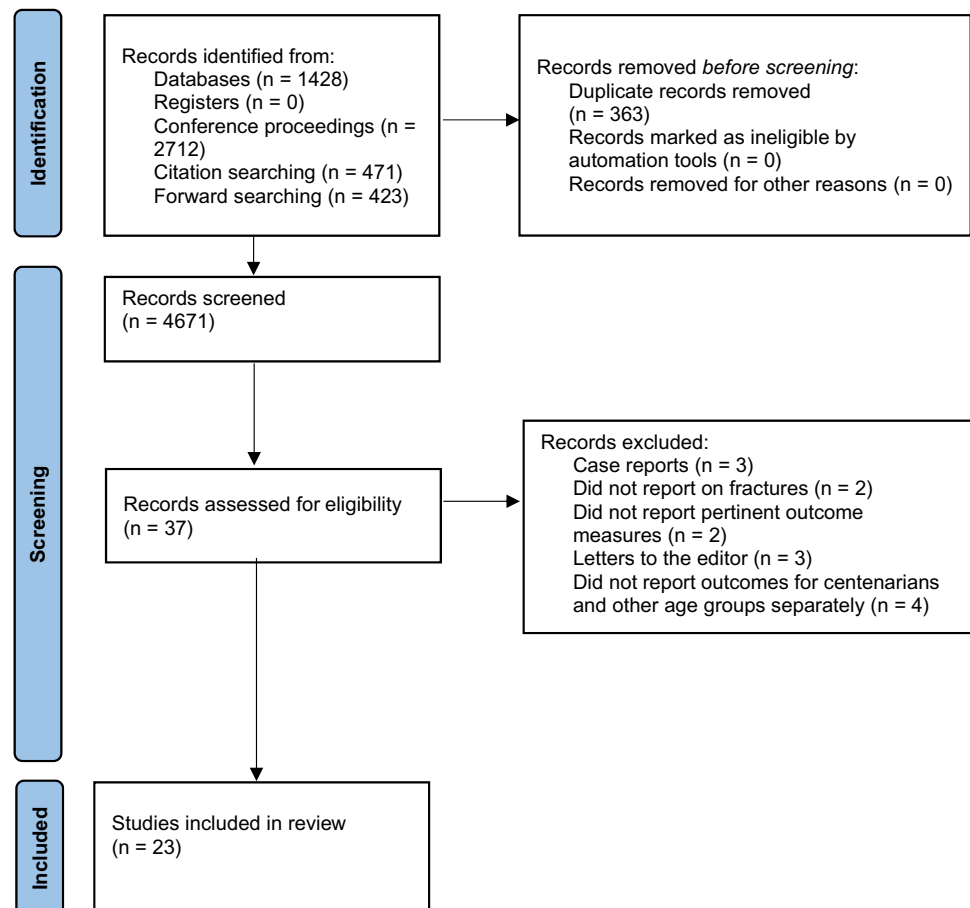 Identification
Records identified from:
Databases (n = 1428)
Registers (n = 0)
Conference proceedings (n =
2712)
Citation searching (n = 471)
Forward searching (n = 423)
Records removed before screening:
Duplicate records removed
(n = 363)
Records marked as ineligible by
automation tools (n = 0)
Records removed for other reasons (n = 0)
Screening
Records screened
(n = 4671)
Records assessed for eligibility
(n = 37)
Records excluded:
Case reports (n = 3)
Did not report on fractures (n = 2)
Did not report pertinent outcome
measures (n = 2)
Letters to the editor (n = 3)
Did not report outcomes for centenarians
and other age groups separately (n = 4)
Included
Studies included in review
(n = 23)